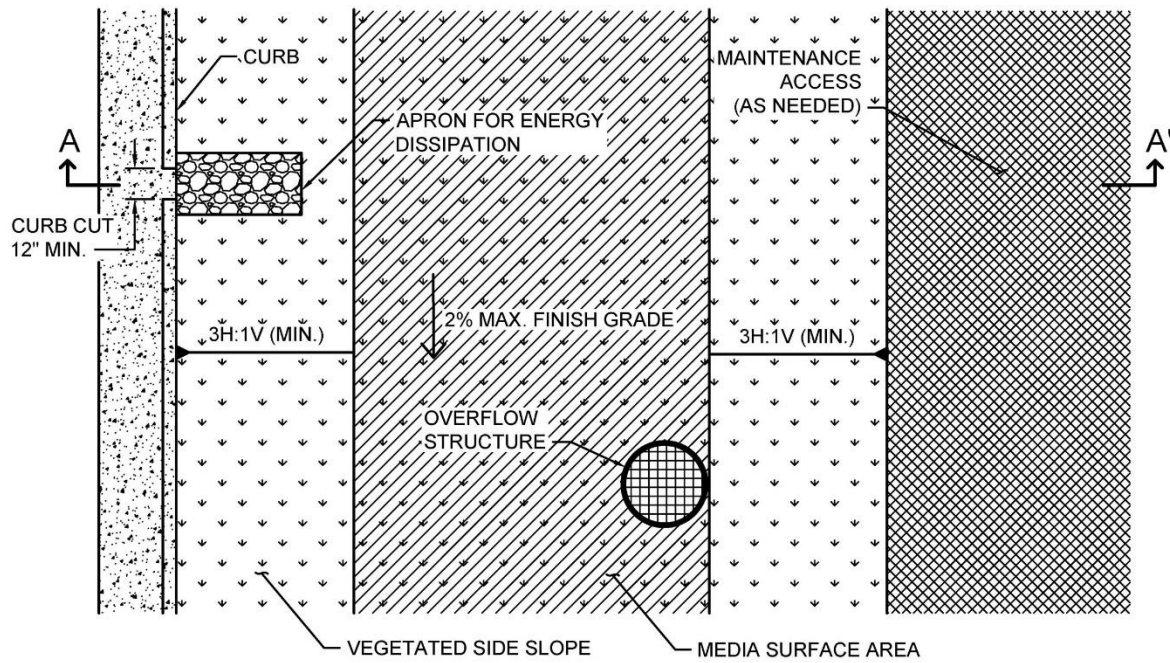 CURB
MAINTENANCE
ACCESS
(AS NEEDED)
A
A'
APRON FOR ENERGY
DISSIPATION
CURB CUT
12" MIN.
2% MAX. FINISH GRADE
3H:1V (MIN.)
3H:1V (MIN.)
OVERFLOW
STRUCTURE
VEGETATED SIDE SLOPE
MEDIA SURFACE AREA